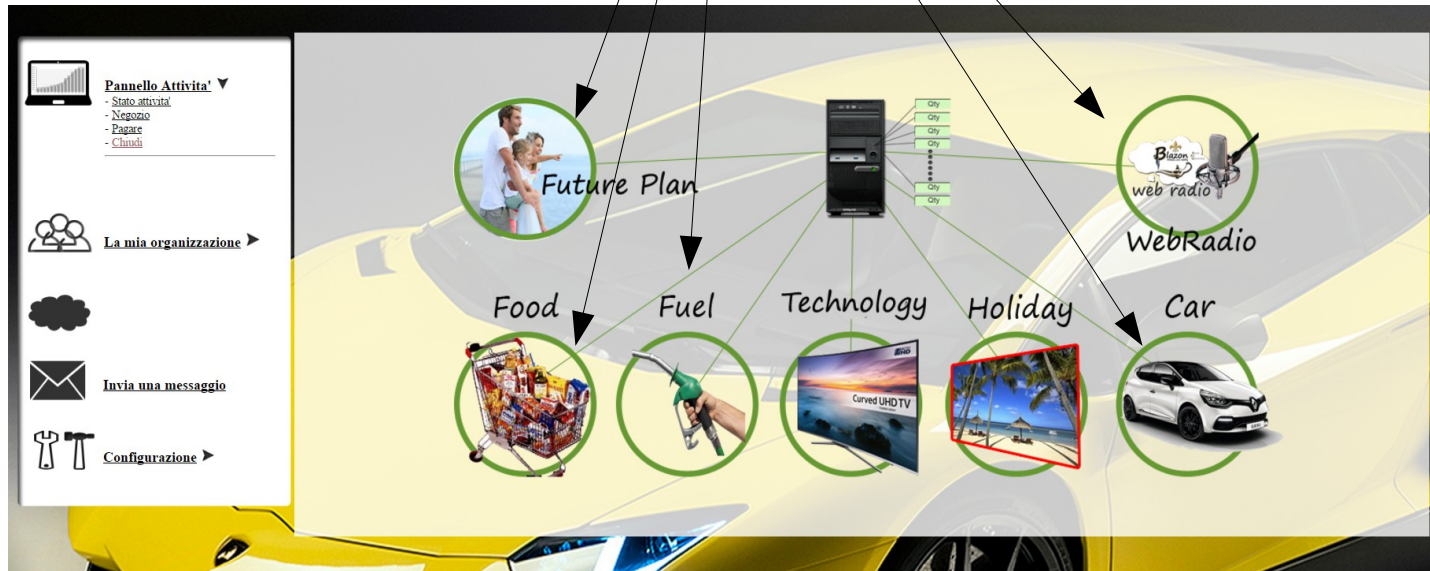 Pannello Attivita'
- Stato attivita'
- Negozio
- Pagare
- Chiudi
La mia organizzazione
Invia una messaggio
Configurazione
Qty
Qty
Qty
Qty
Qty
Qty
Future Plan
Blazon
web radio
WebRadio
Food
Fuel
Technology
Holiday
Car
UHD
Curved UHD TV